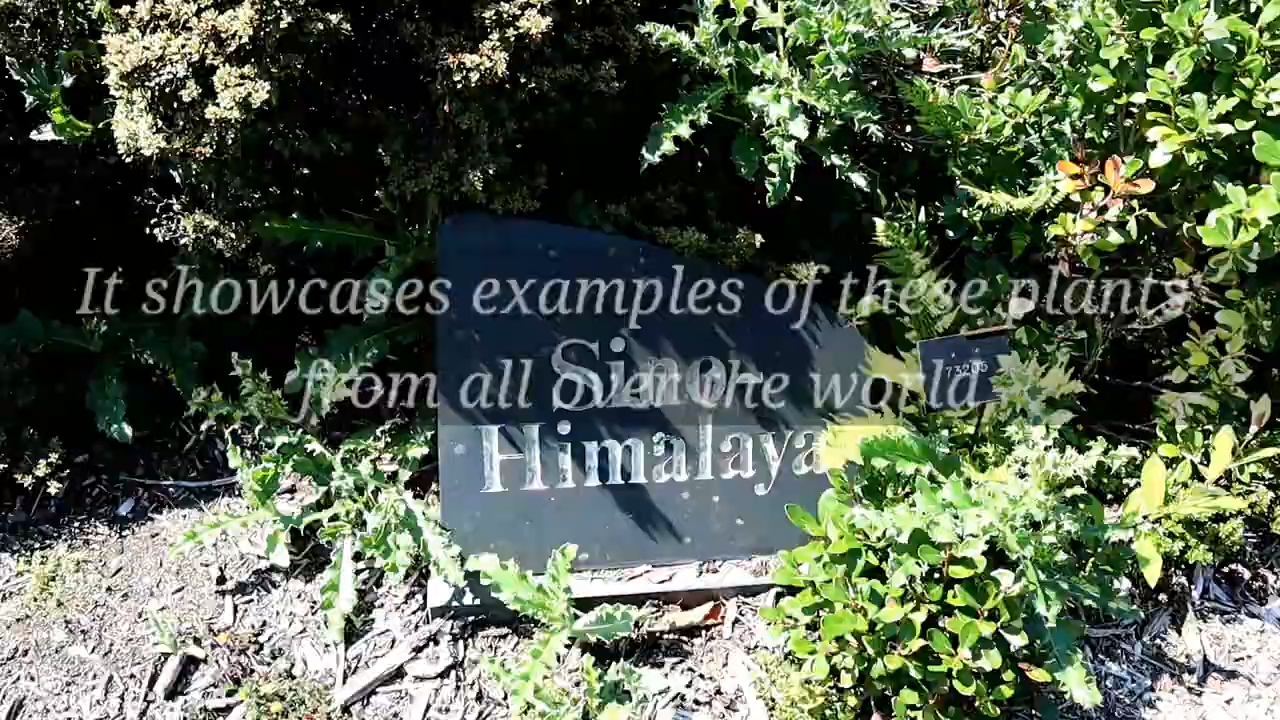 It showcases examples of these plants
from all over the world
Sino-
Himalaya
73205